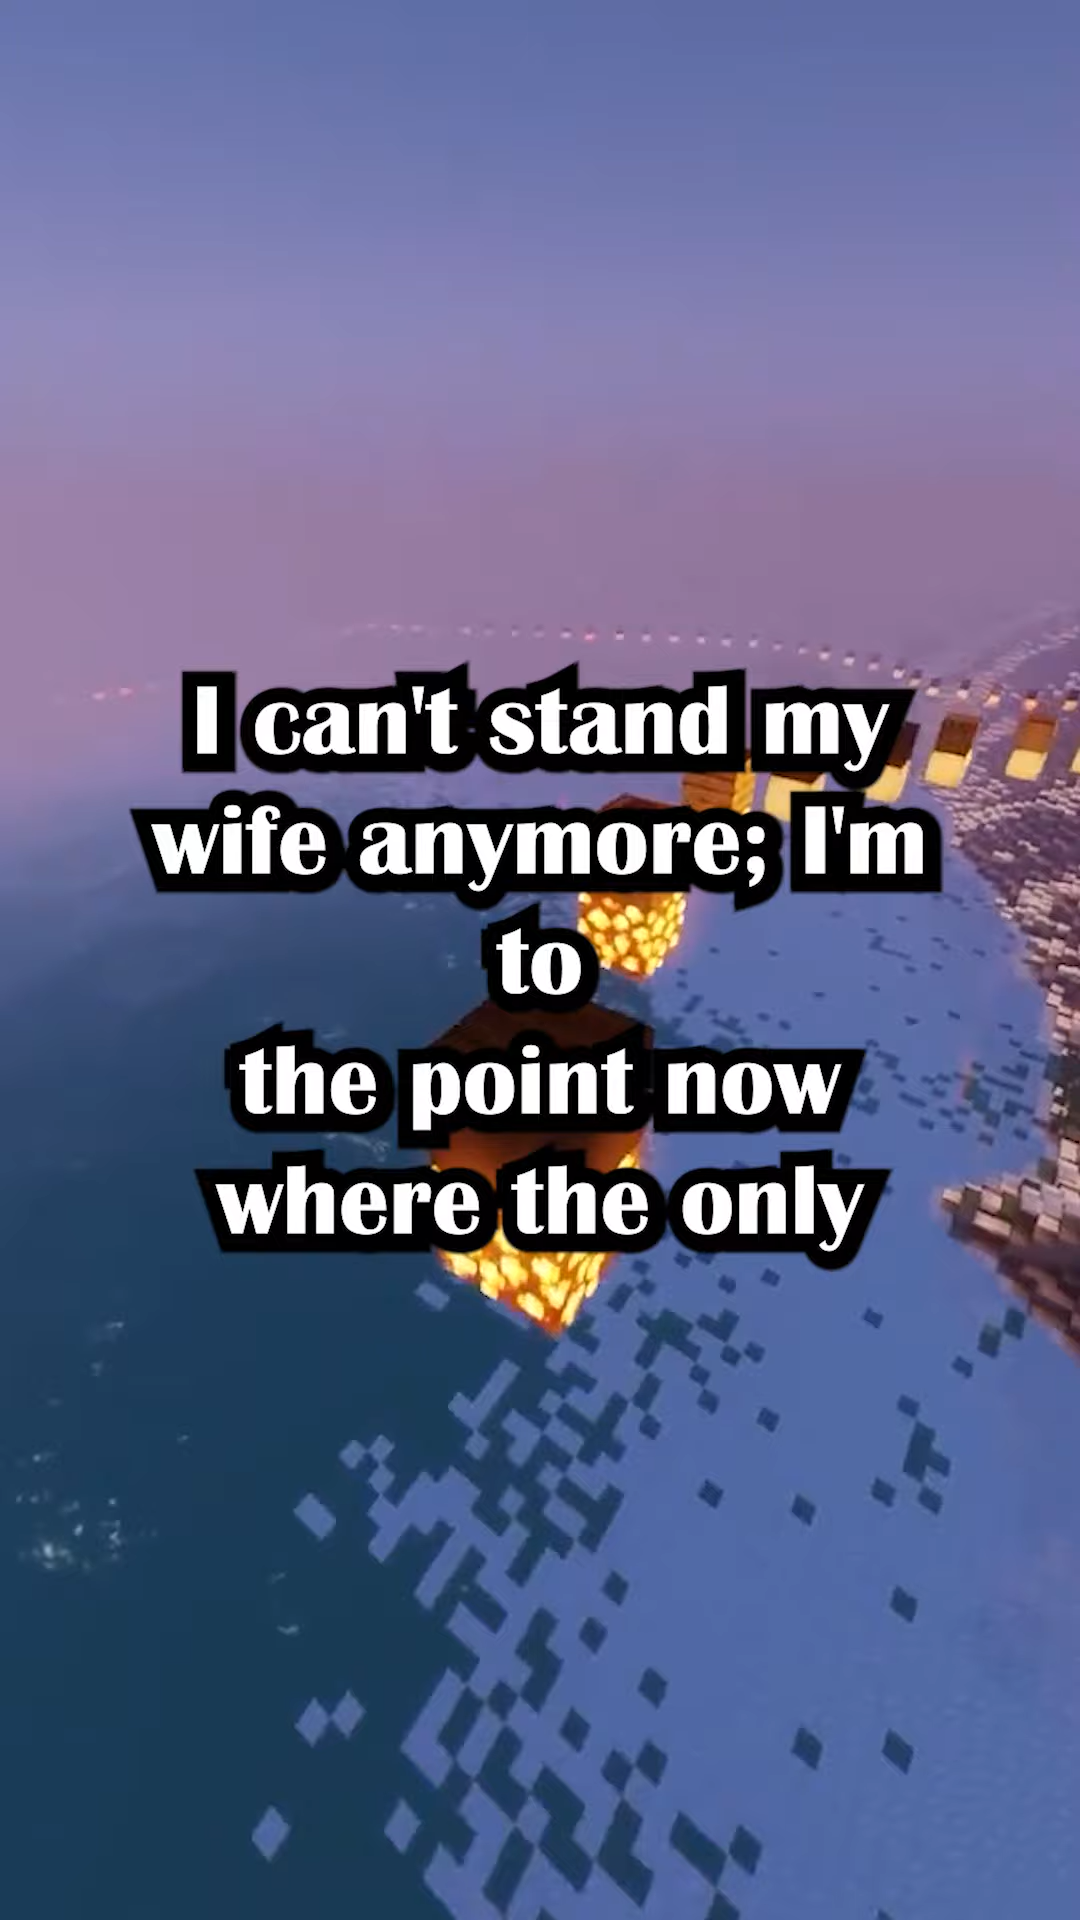 I can't stand my
wife anymore; I'm
to
the point now
where the only